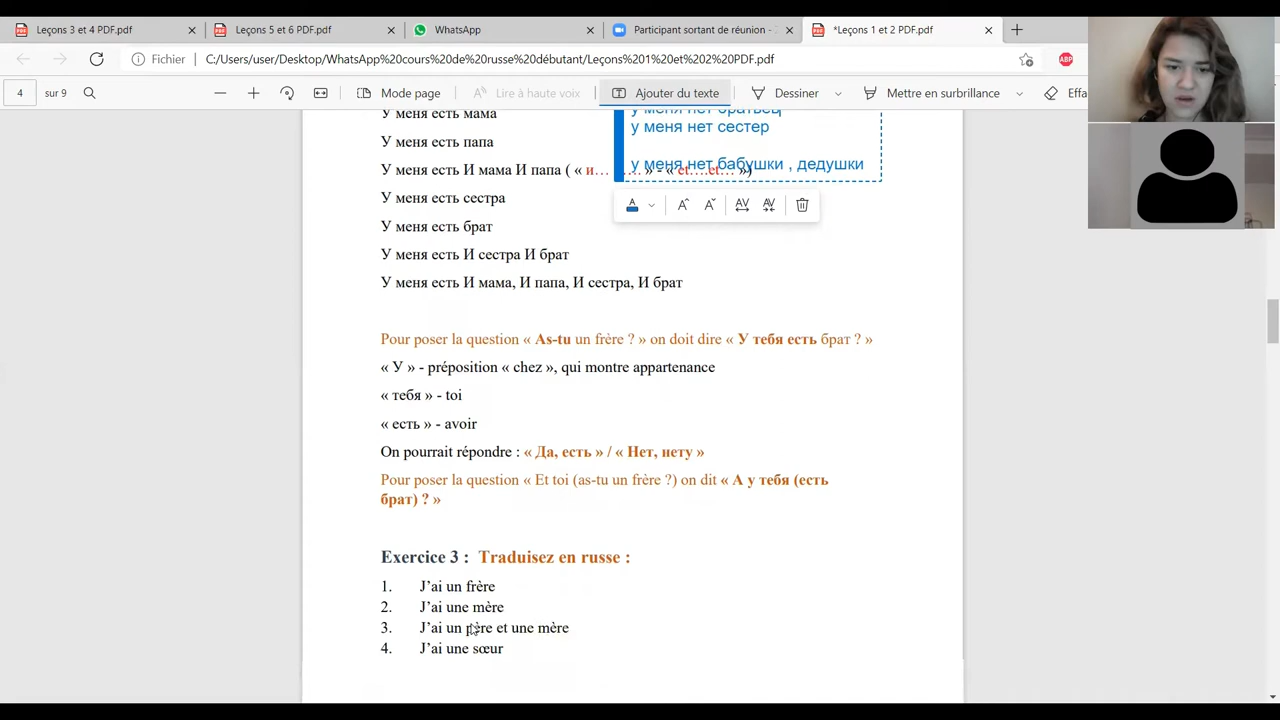 Leçons 3 et 4 PDF.pdf
Leçons 5 et 6 PDF.pdf
WhatsApp
Participant sortant de réunion -
*Leçons 1 et 2 PDF.pdf
Fichier
C:/Users/user/Desktop/WhatsApp%20cours%20de%20russe%20débutant/Leçons%201%20et%202%20PDF.pdf
ABP
4 sur 9
Mode page
Lire à haute voix
Ajouter du texte
Dessiner
Mettre en surbrillance
Effa
У меня есть мама
у меня нет братьец
у меня нет сестер
У меня есть папа
у меня нет бабушки , дедушки
У меня есть И мама И папа ( « и… … » - « et….et… »)
У меня есть сестра
У меня есть брат
У меня есть И сестра И брат
У меня есть И мама, И папа, И сестра, И брат
Pour poser la question « As-tu un frère ? » on doit dire « У тебя есть брат ? »
« У » - préposition « chez », qui montre appartenance
« тебя » - toi
« есть » - avoir
On pourrait répondre : « Да, есть » / « Нет, нету »
Pour poser la question « Et toi (as-tu un frère ?) on dit « А у тебя (есть
брат) ? »
Exercice 3 : Traduisez en russe :
1. J’ai un frère
2. J’ai une mère
3. J’ai un père et une mère
4. J’ai une sœur